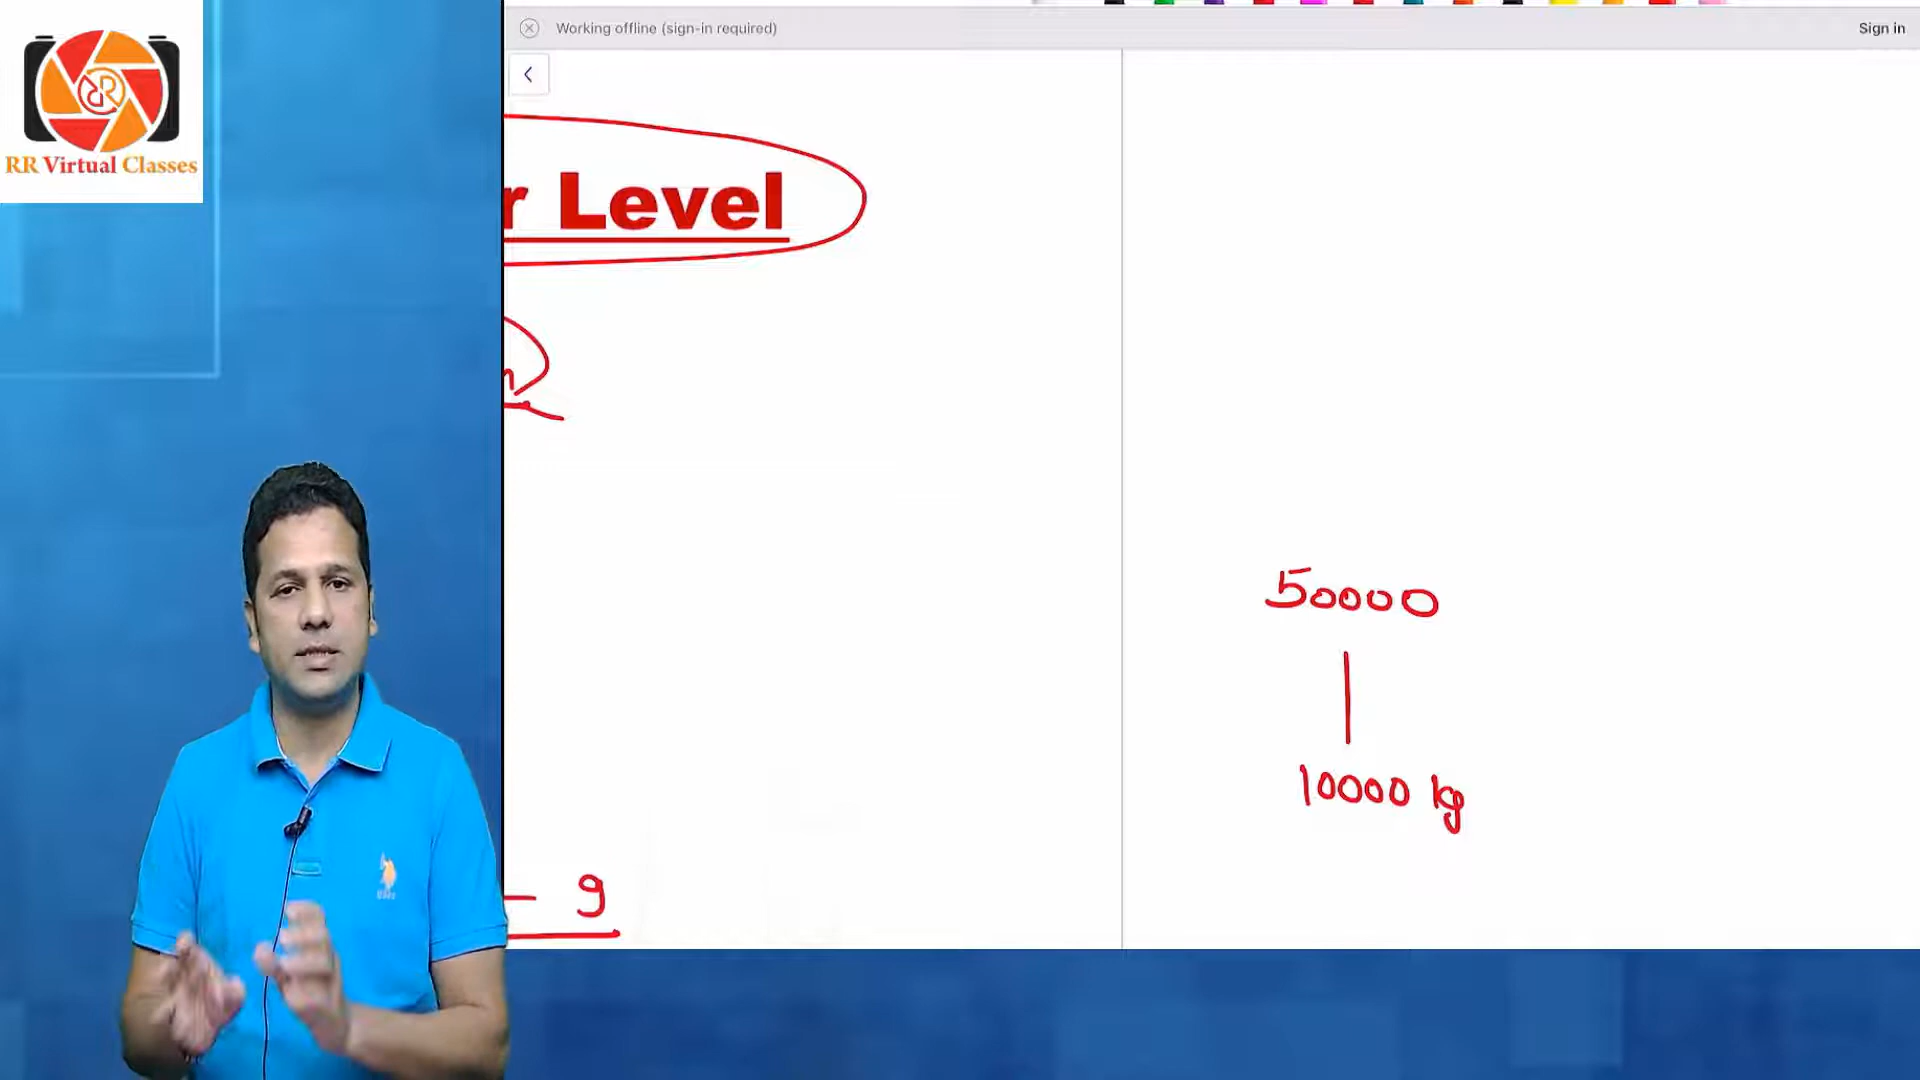 RR Virtual Classes
Working offline (sign-in required)
Sign in
r Level
n
- 9
50000
10000 kg